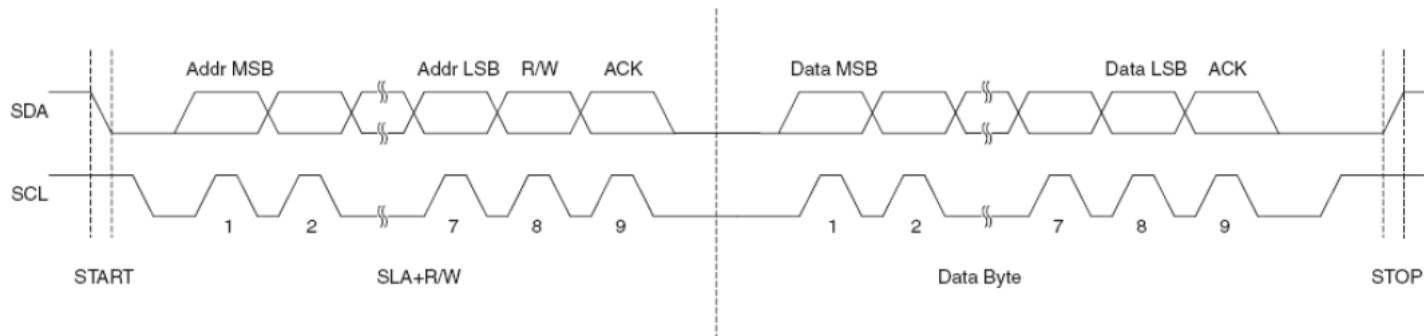 Addr MSB Addr LSB R/W ACK Data MSB Data LSB ACK
SDA
SCL
1 2 7 8 9 1 2 7 8 9
START SLA+R/W Data Byte STOP